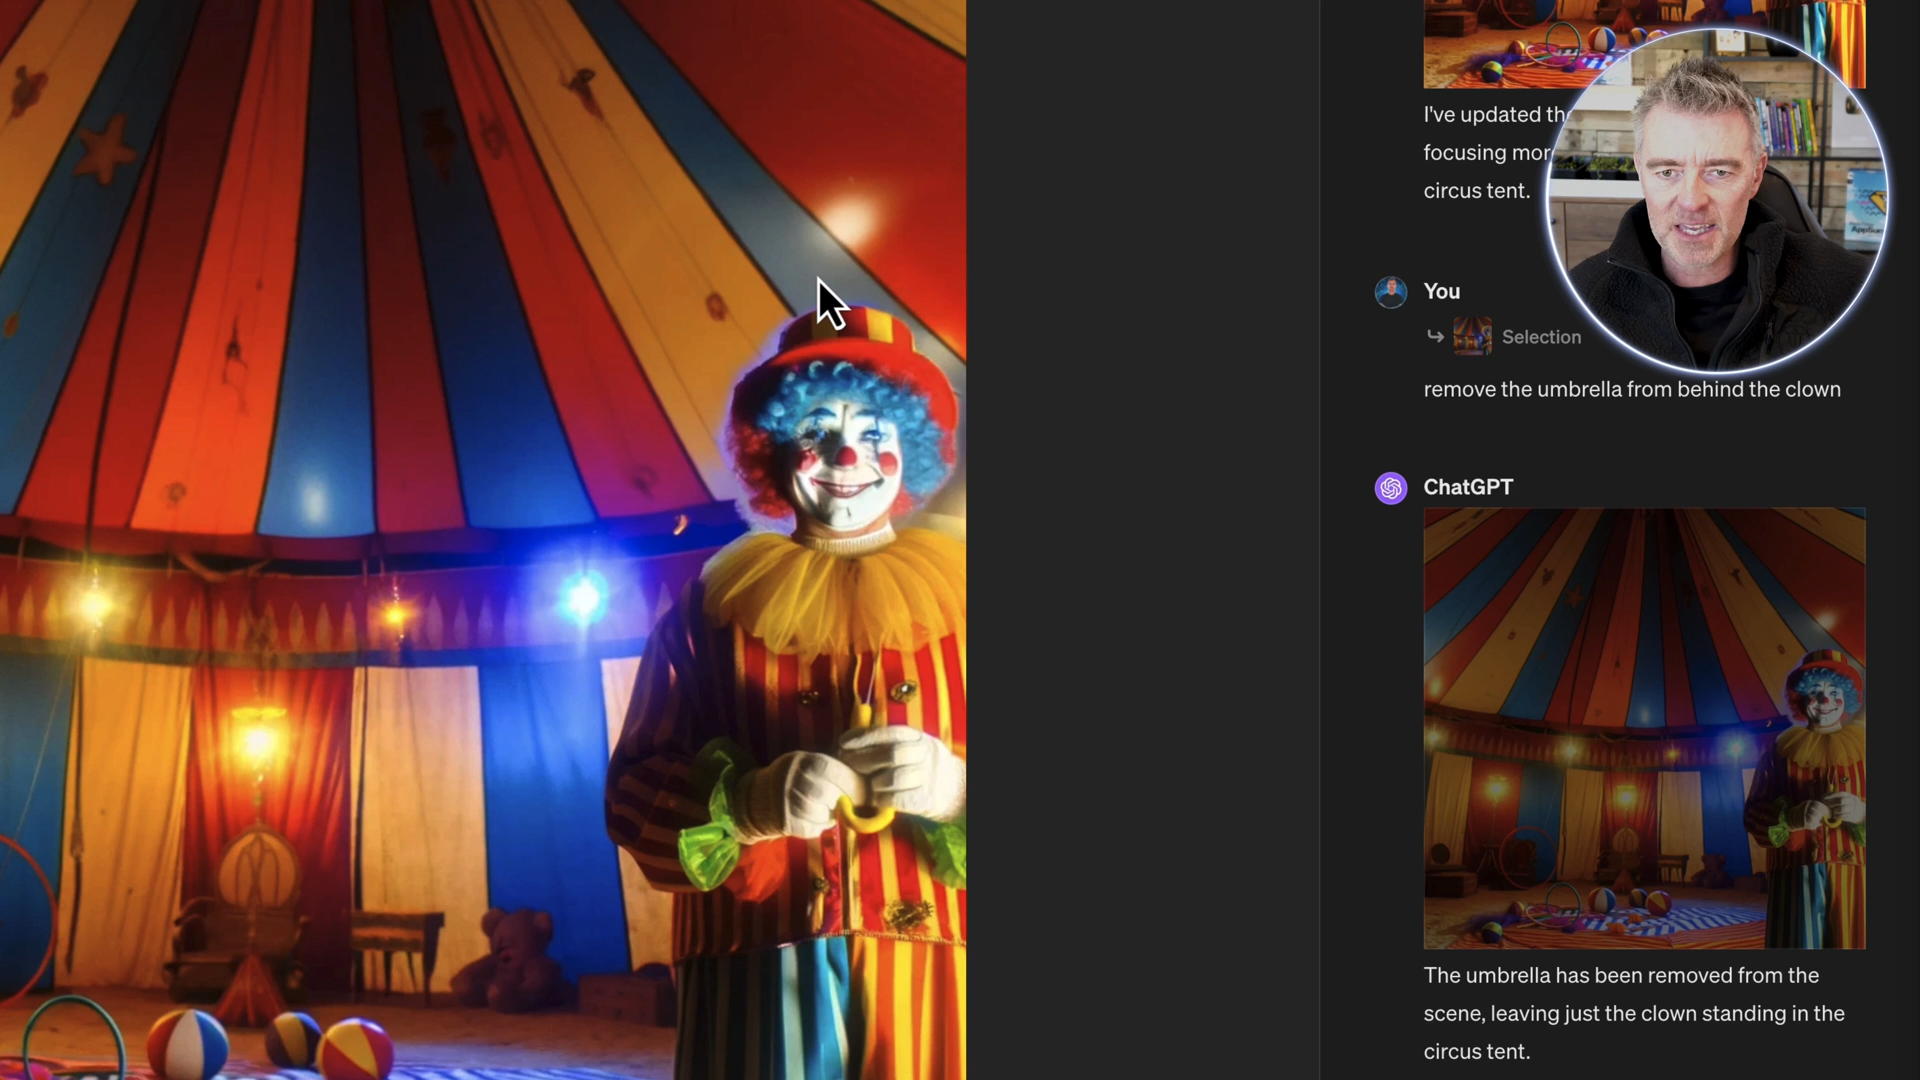 I've updated the
focusing mor
circus tent.
You
Selection
remove the umbrella from behind the clown
ChatGPT
The umbrella has been removed from the
scene, leaving just the clown standing in the
circus tent.